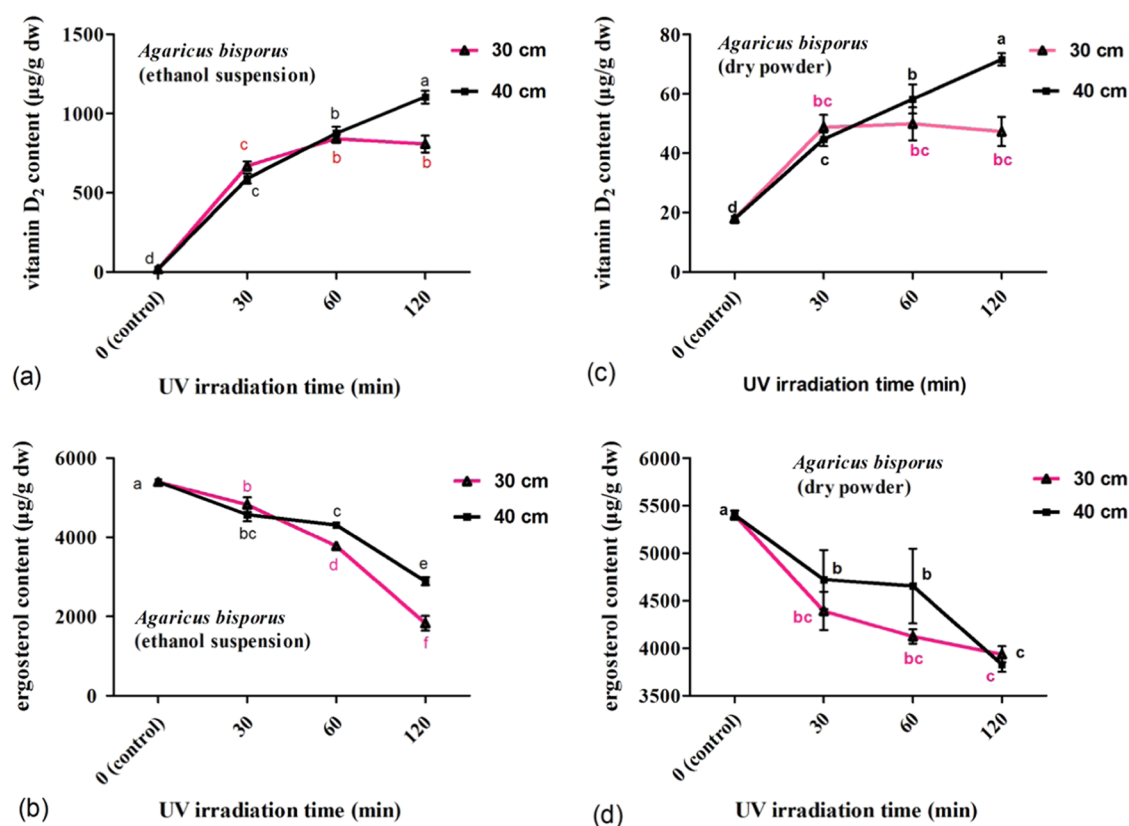 1500
1000
500
0
vitamin D2 content (µg/g dw)
Agaricus bisporus
(ethanol suspension)
30 cm
40 cm
d
c
c
b
b
a
b
0 (control)
30
60
120
UV irradiation time (min)
(a)
80
60
40
20
0
vitamin D2 content (µg/g dw)
Agaricus bisporus
(dry powder)
30 cm
40 cm
d
bc
c
b
bc
a
bc
0 (control)
30
60
120
UV irradiation time (min)
(c)
6000
4000
2000
0
ergosterol content (µg/g dw)
30 cm
40 cm
a
b
bc
c
d
e
f
Agaricus bisporus
(ethanol suspension)
0 (control)
30
60
120
UV irradiation time (min)
(b)
6000
5500
5000
4500
4000
3500
ergosterol content (µg/g dw)
Agaricus bisporus
(dry powder)
30 cm
40 cm
a
b
bc
b
bc
c
c
0 (control)
30
60
120
UV irradiation time (min)
(d)